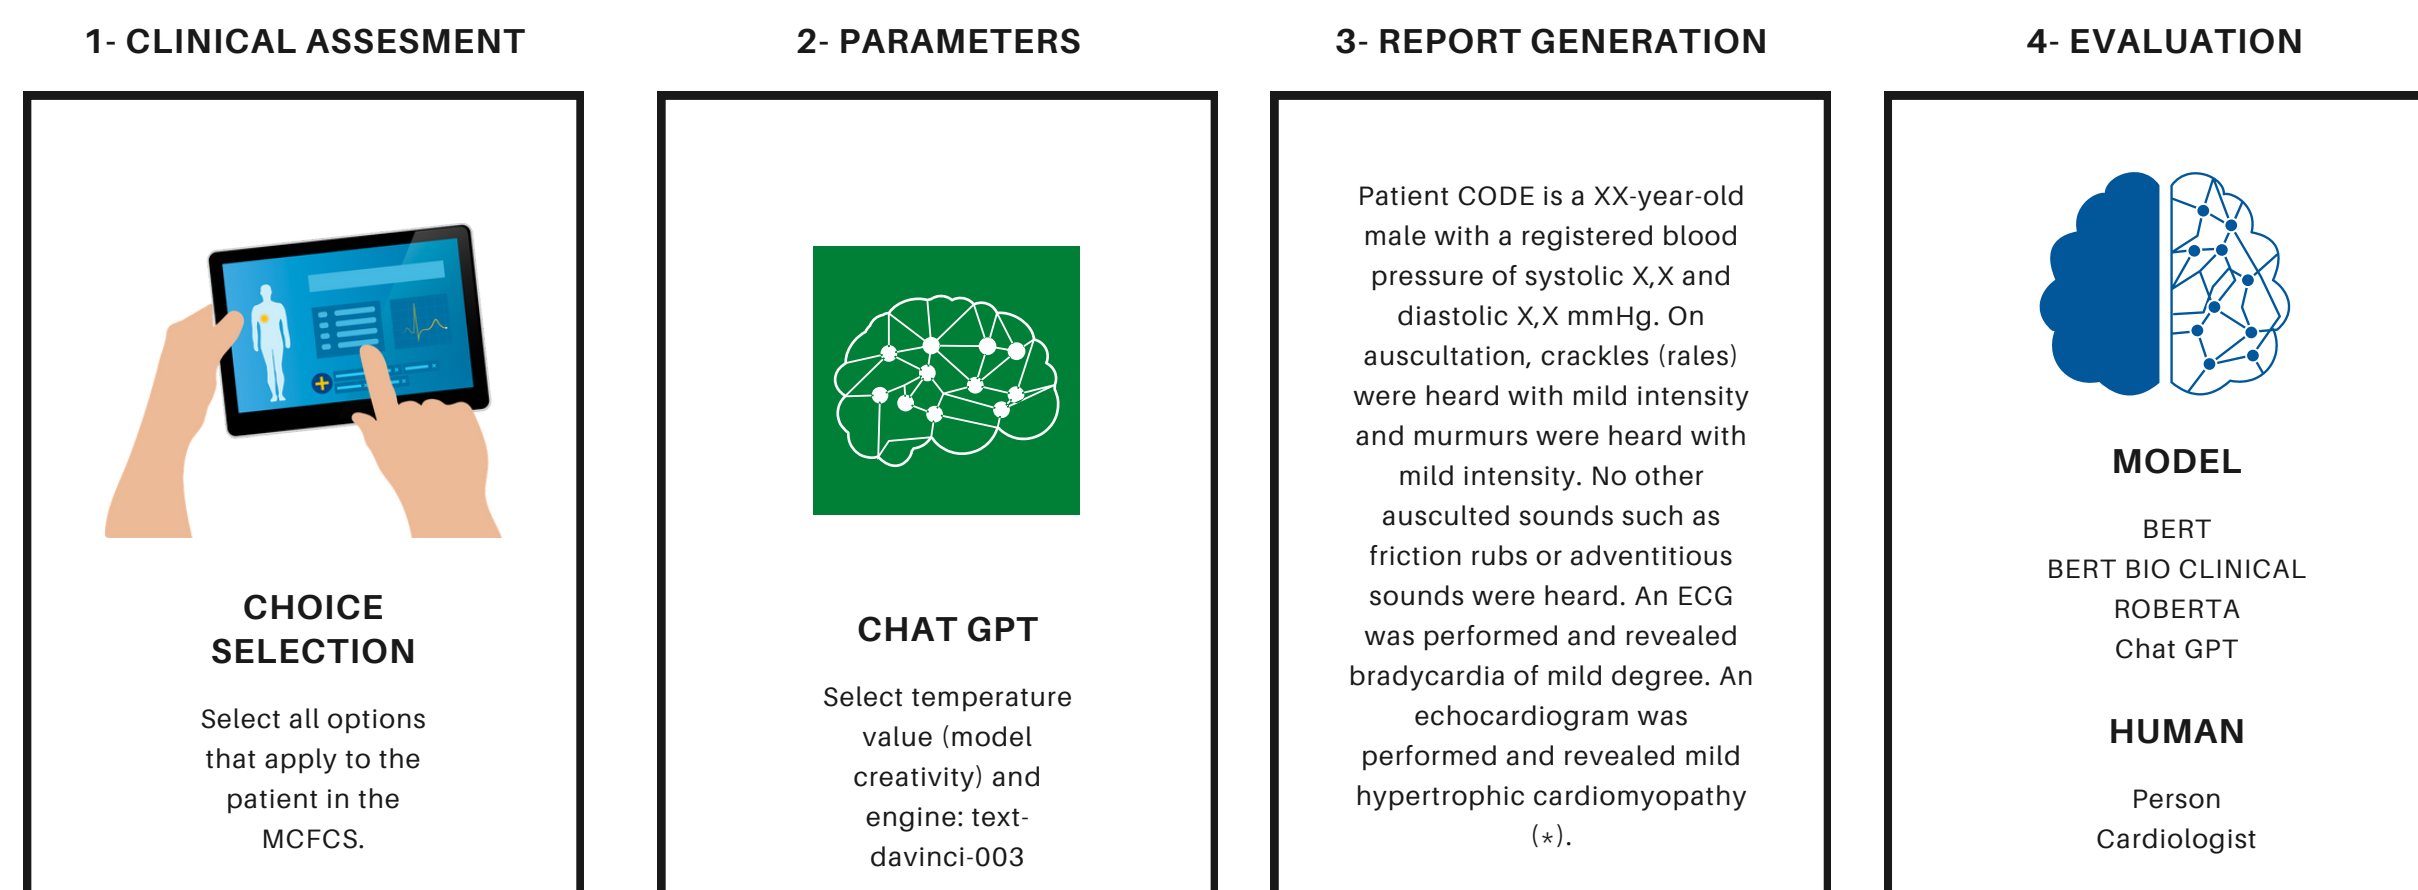 1- CLINICAL ASSESMENT
CHOICE
SELECTION
Select all options
that apply to the
patient in the
MCFCS.
2- PARAMETERS
CHAT GPT
Select temperature
value (model
creativity) and
engine: text-
davinci-003
3- REPORT GENERATION
Patient CODE is a XX-year-old
male with a registered blood
pressure of systolic X,X and
diastolic X,X mmHg. On
auscultation, crackles (rales)
were heard with mild intensity
and murmurs were heard with
mild intensity. No other
ausculted sounds such as
friction rubs or adventitious
sounds were heard. An ECG
was performed and revealed
bradycardia of mild degree. An
echocardiogram was
performed and revealed mild
hypertrophic cardiomyopathy
(*).
4- EVALUATION
MODEL
BERT
BERT BIO CLINICAL
ROBERTA
Chat GPT
HUMAN
Person
Cardiologist